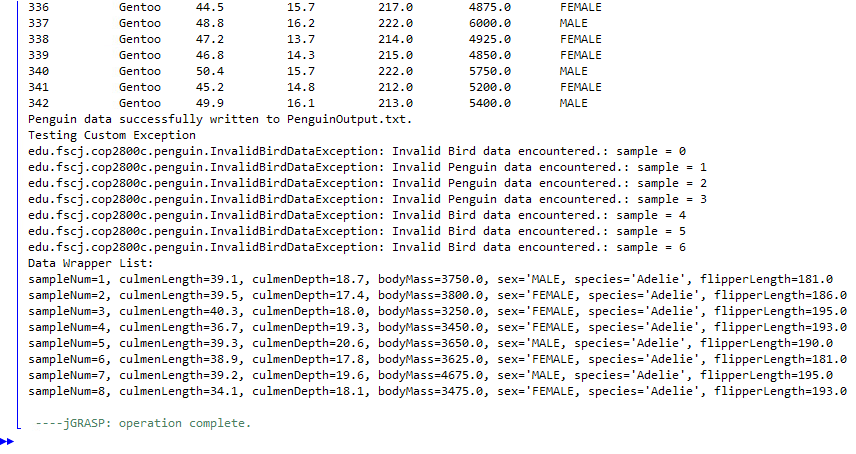 336 Gentoo 44.5 15.7 217.0 4875.0 FEMALE
337 Gentoo 48.8 16.2 222.0 6000.0 MALE
338 Gentoo 47.2 13.7 214.0 4925.0 FEMALE
339 Gentoo 46.8 14.3 215.0 4850.0 FEMALE
340 Gentoo 50.4 15.7 222.0 5750.0 MALE
341 Gentoo 45.2 14.8 212.0 5200.0 FEMALE
342 Gentoo 49.9 16.1 213.0 5400.0 MALE
Penguin data successfully written to PenguinOutput.txt.
Testing Custom Exception
edu.fscj.cop2800c.penguin.InvalidBirdDataException: Invalid Bird data encountered.: sample = 0
edu.fscj.cop2800c.penguin.InvalidBirdDataException: Invalid Penguin data encountered.: sample = 1
edu.fscj.cop2800c.penguin.InvalidBirdDataException: Invalid Penguin data encountered.: sample = 2
edu.fscj.cop2800c.penguin.InvalidBirdDataException: Invalid Penguin data encountered.: sample = 3
edu.fscj.cop2800c.penguin.InvalidBirdDataException: Invalid Bird data encountered.: sample = 4
edu.fscj.cop2800c.penguin.InvalidBirdDataException: Invalid Bird data encountered.: sample = 5
edu.fscj.cop2800c.penguin.InvalidBirdDataException: Invalid Bird data encountered.: sample = 6
Data Wrapper List:
sampleNum=1, culmenLength=39.1, culmenDepth=18.7, bodyMass=3750.0, sex='MALE, species='Adelie', flipperLength=181.0
sampleNum=2, culmenLength=39.5, culmenDepth=17.4, bodyMass=3800.0, sex='FEMALE, species='Adelie', flipperLength=186.0
sampleNum=3, culmenLength=40.3, culmenDepth=18.0, bodyMass=3250.0, sex='FEMALE, species='Adelie', flipperLength=195.0
sampleNum=4, culmenLength=36.7, culmenDepth=19.3, bodyMass=3450.0, sex='FEMALE, species='Adelie', flipperLength=193.0
sampleNum=5, culmenLength=39.3, culmenDepth=20.6, bodyMass=3650.0, sex='MALE, species='Adelie', flipperLength=190.0
sampleNum=6, culmenLength=38.9, culmenDepth=17.8, bodyMass=3625.0, sex='FEMALE, species='Adelie', flipperLength=181.0
sampleNum=7, culmenLength=39.2, culmenDepth=19.6, bodyMass=4675.0, sex='MALE, species='Adelie', flipperLength=195.0
sampleNum=8, culmenLength=34.1, culmenDepth=18.1, bodyMass=3475.0, sex='FEMALE, species='Adelie', flipperLength=193.0
----jGRASP: operation complete.